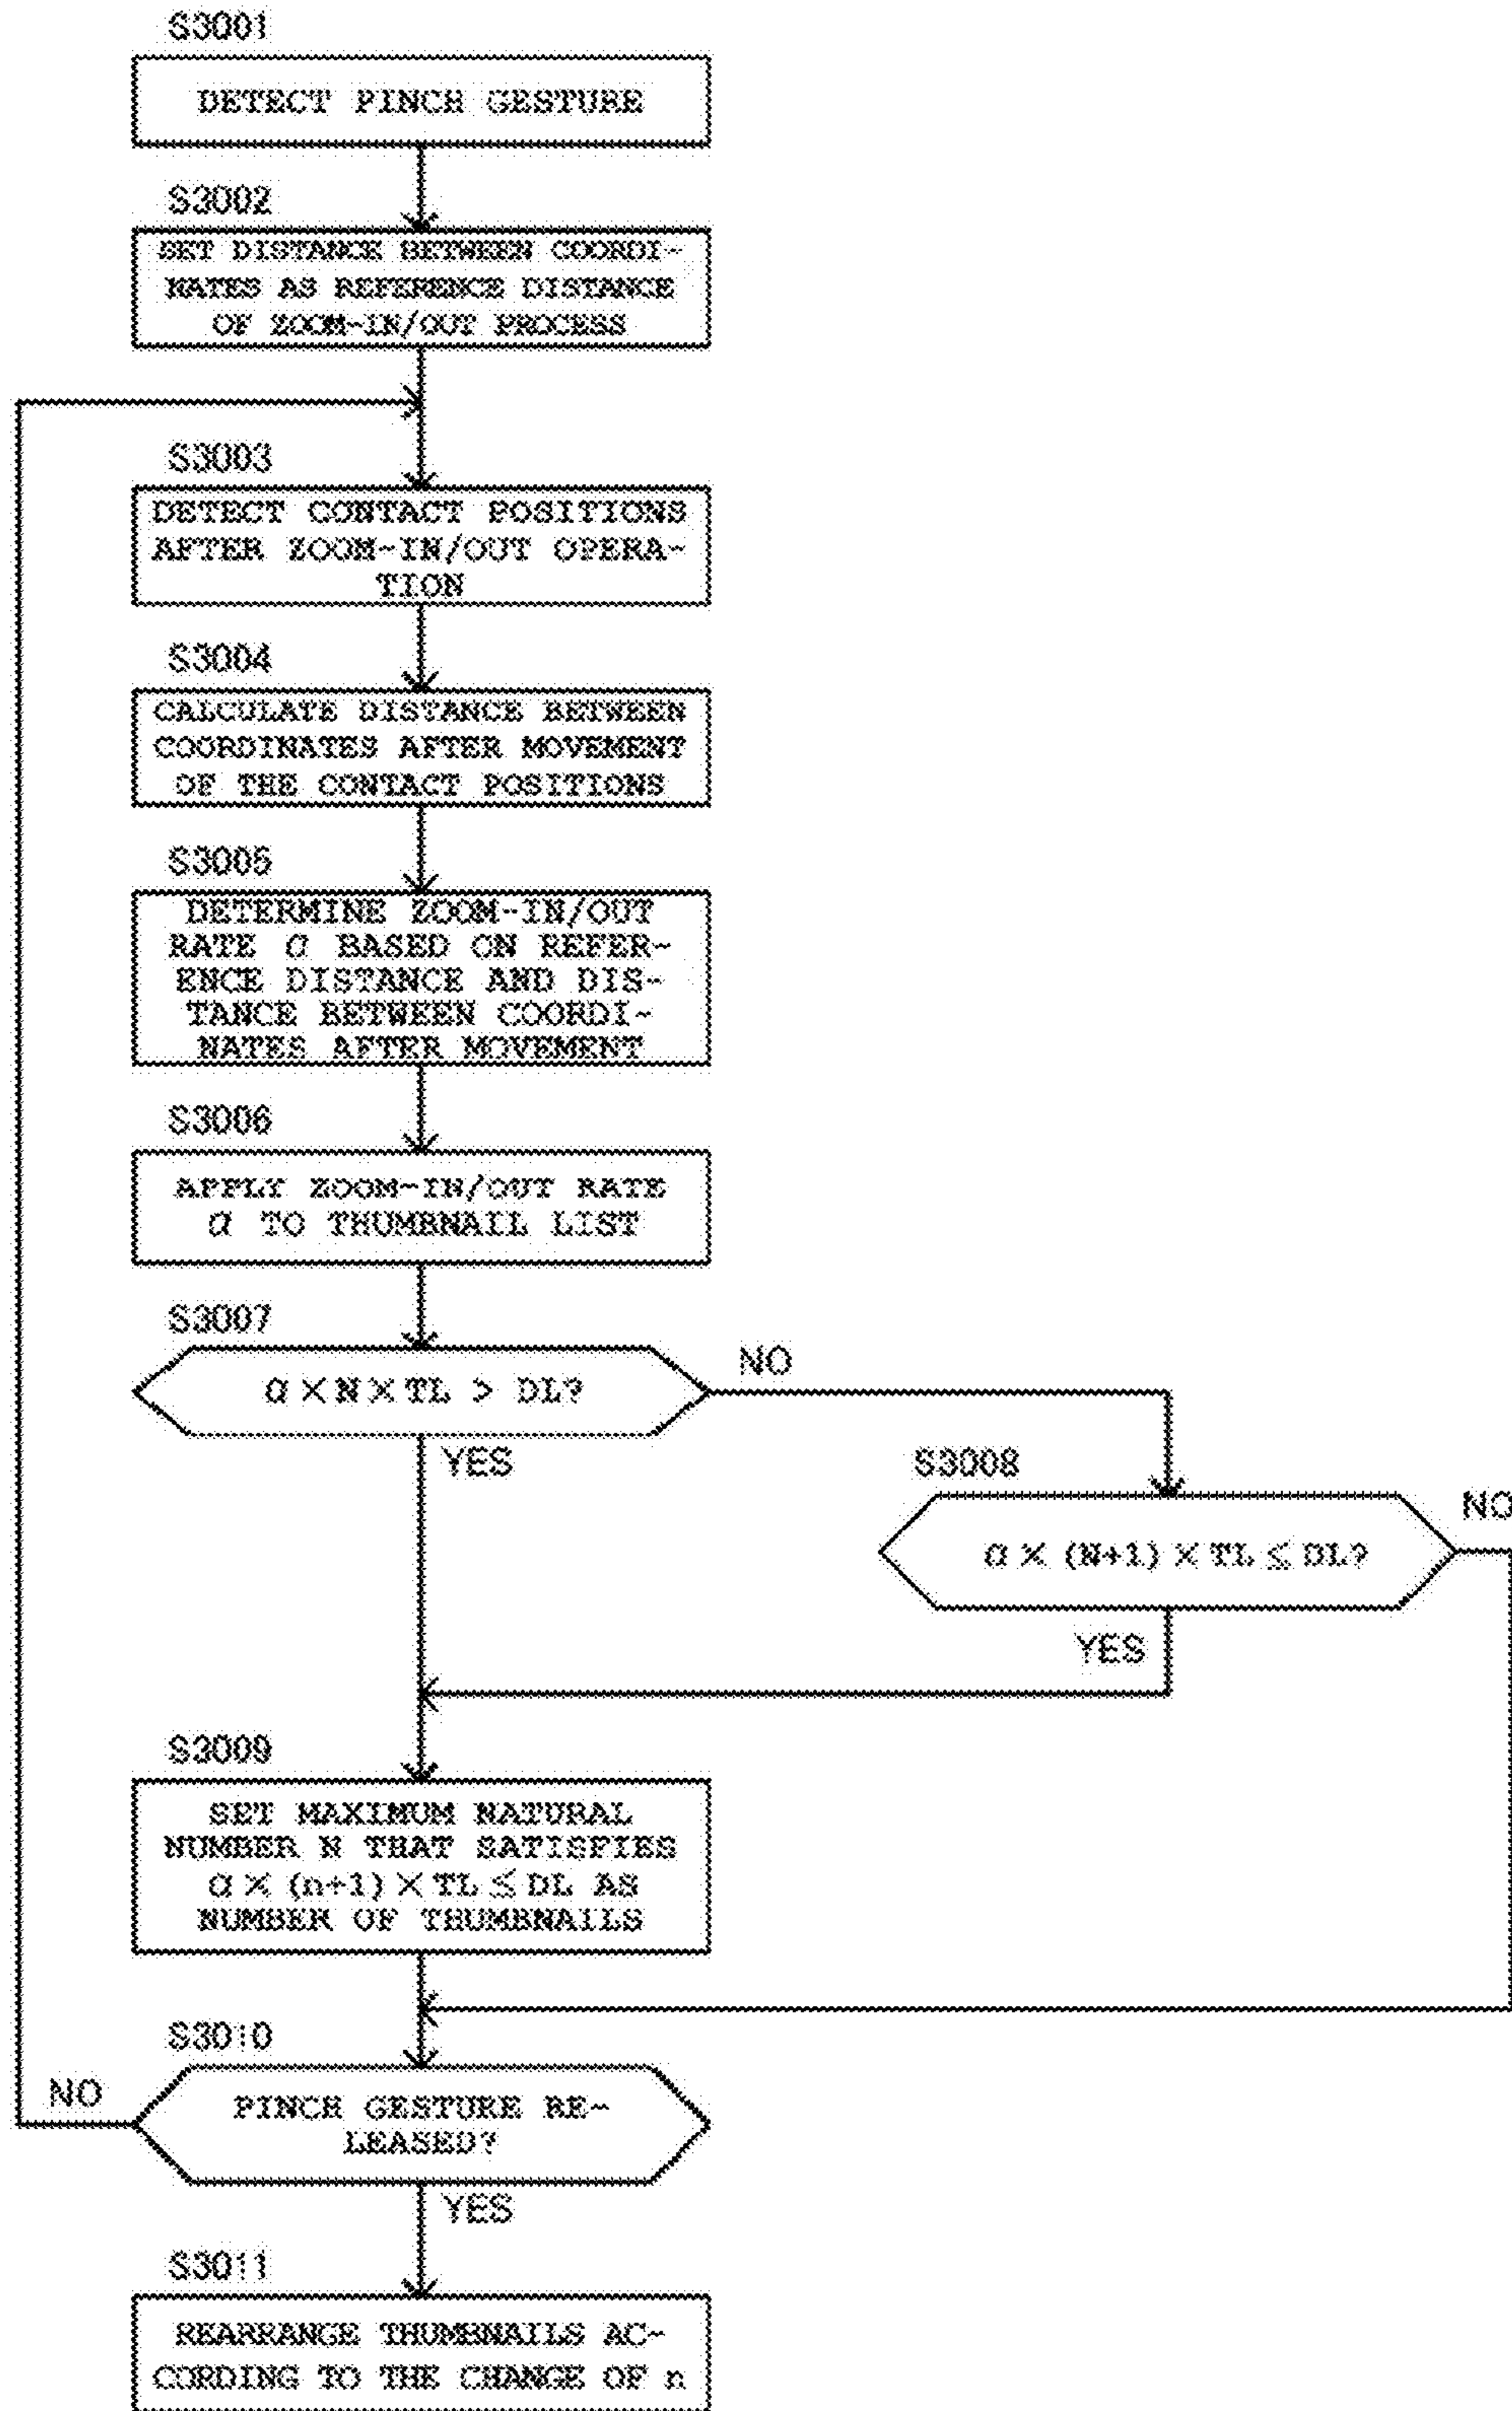 S3001
DETECT PINCH GESTURE
S3002
SET DISTANCE BETWEEN COORDI-
NATES AS REFERENCE DISTANCE
OF ZOOM-IN/OUT PROCESS
S3003
DETECT CONTACT POSITIONS
AFTER ZOOM-IN/OUT OPERA-
TION
S3004
CALCULATE DISTANCE BETWEEN
COORDINATES AFTER MOVEMENT
OF THE CONTACT POSITIONS
S3005
DETERMINE ZOOM-IN/OUT
RATE α BASED ON REFER-
ENCE DISTANCE AND DIS-
TANCE BETWEEN COORDI-
NATES AFTER MOVEMENT
S3006
APPLY ZOOM-IN/OUT RATE
α TO THUMBNAIL LIST
S3007
α × N × TL > DL?
NO
YES
S3008
α × (N+1) × TL ≦ DL?
NO
YES
S3009
SET MAXIMUM NATURAL
NUMBER N THAT SATISFIES
α × (n+1) × TL ≦ DL AS
NUMBER OF THUMBNAILS
S3010
PINCH GESTURE RE-
LEASED?
NO
YES
S3011
REARRANGE THUMBNAILS AC-
CORDING TO THE CHANGE OF n